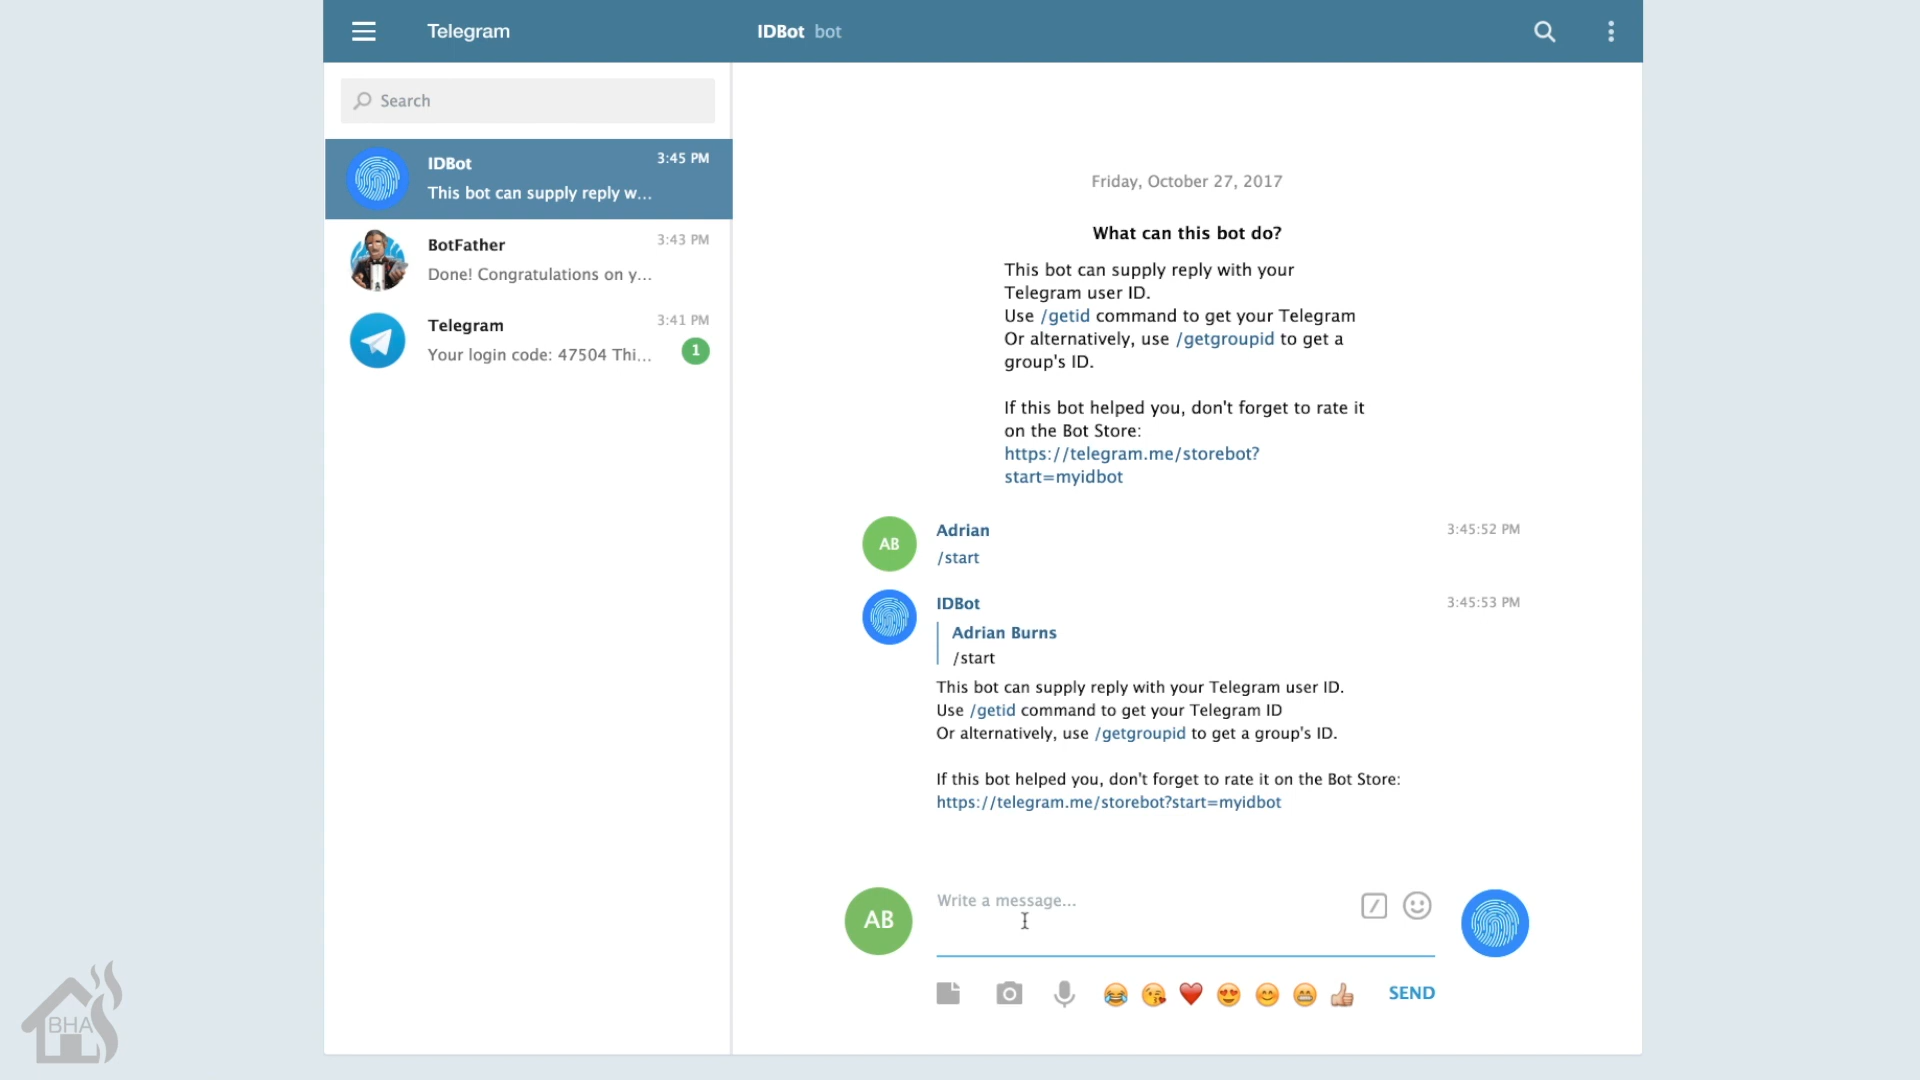 Telegram
IDBot bot
Search
IDBot 3:45 PM
This bot can supply reply w...
BotFather 3:43 PM
Done! Congratulations on y...
Telegram 3:41 PM
Your login code: 47504 Thi... 1
Friday, October 27, 2017
What can this bot do?
This bot can supply reply with your
Telegram user ID.
Use /getid command to get your Telegram
Or alternatively, use /getgroupid to get a
group's ID.
If this bot helped you, don't forget to rate it
on the Bot Store:
https://telegram.me/storebot?
start=myidbot
AB Adrian 3:45:52 PM
/start
IDBot 3:45:53 PM
Adrian Burns
/start
This bot can supply reply with your Telegram user ID.
Use /getid command to get your Telegram ID
Or alternatively, use /getgroupid to get a group's ID.
If this bot helped you, don't forget to rate it on the Bot Store:
https://telegram.me/storebot?start=myidbot
AB Write a message...
SEND
BHA